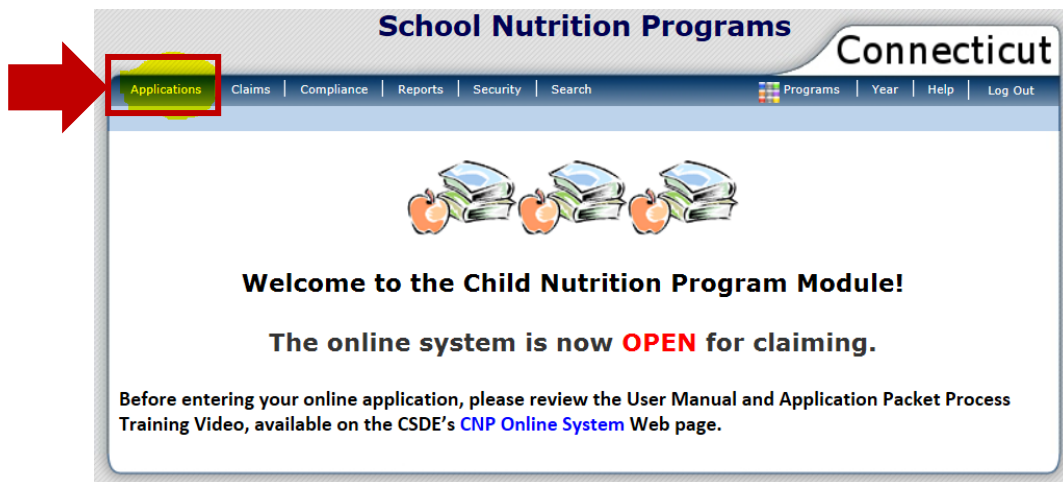 School Nutrition Programs
Connecticut
Applications Claims | Compliance | Reports | Security | Search Programs | Year | Help | Log Out
Welcome to the Child Nutrition Program Module!
The online system is now OPEN for claiming.
Before entering your online application, please review the User Manual and Application Packet Process
Training Video, available on the CSDE's CNP Online System Web page.